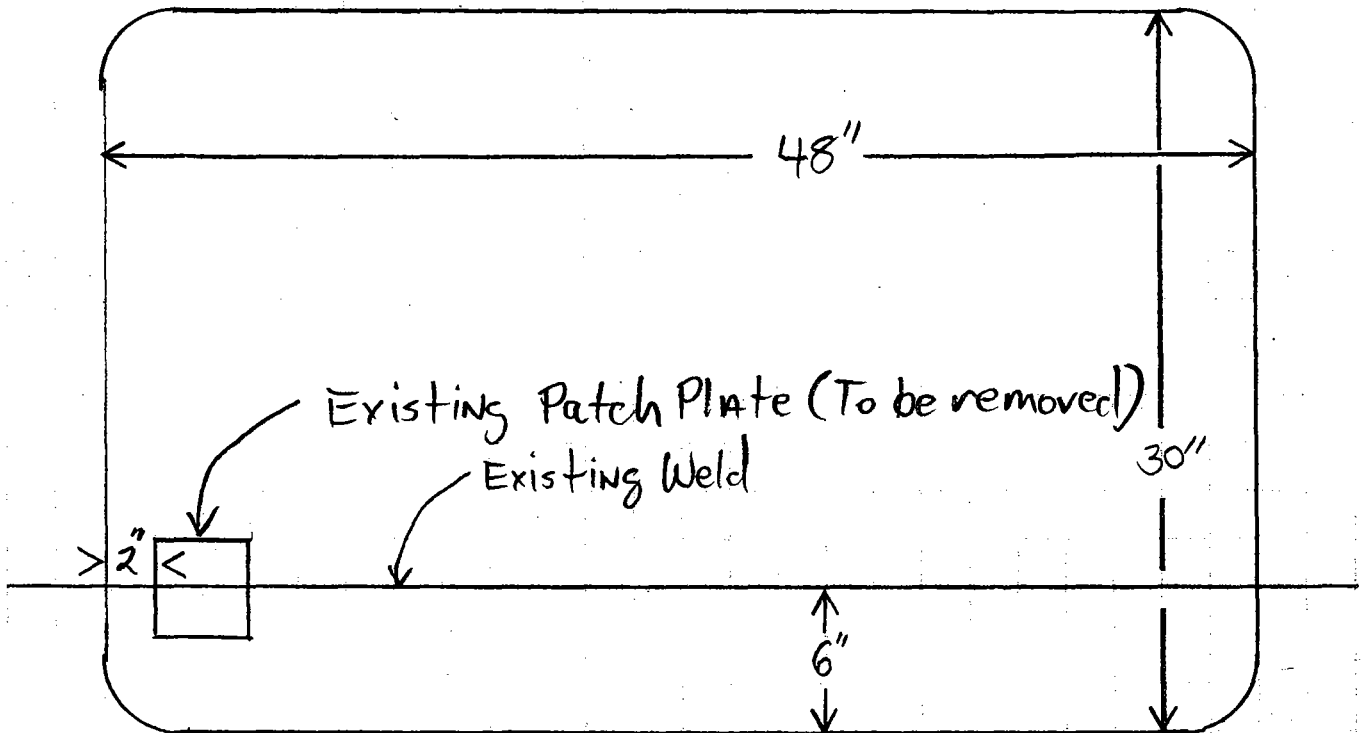 48"
Existing Patch Plate (To be removed)
30"
Existing Weld
2"
6"